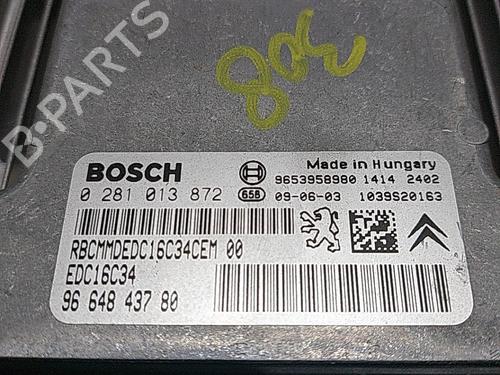 308
B-PARTS
BOSCH
Made in Hungary
9653958980 1414 2402
0 281 013 872 658 09-06-03 1039S20163
RBCMMDEDC16C34CEM 00
EDC16C34
96 648 437 80